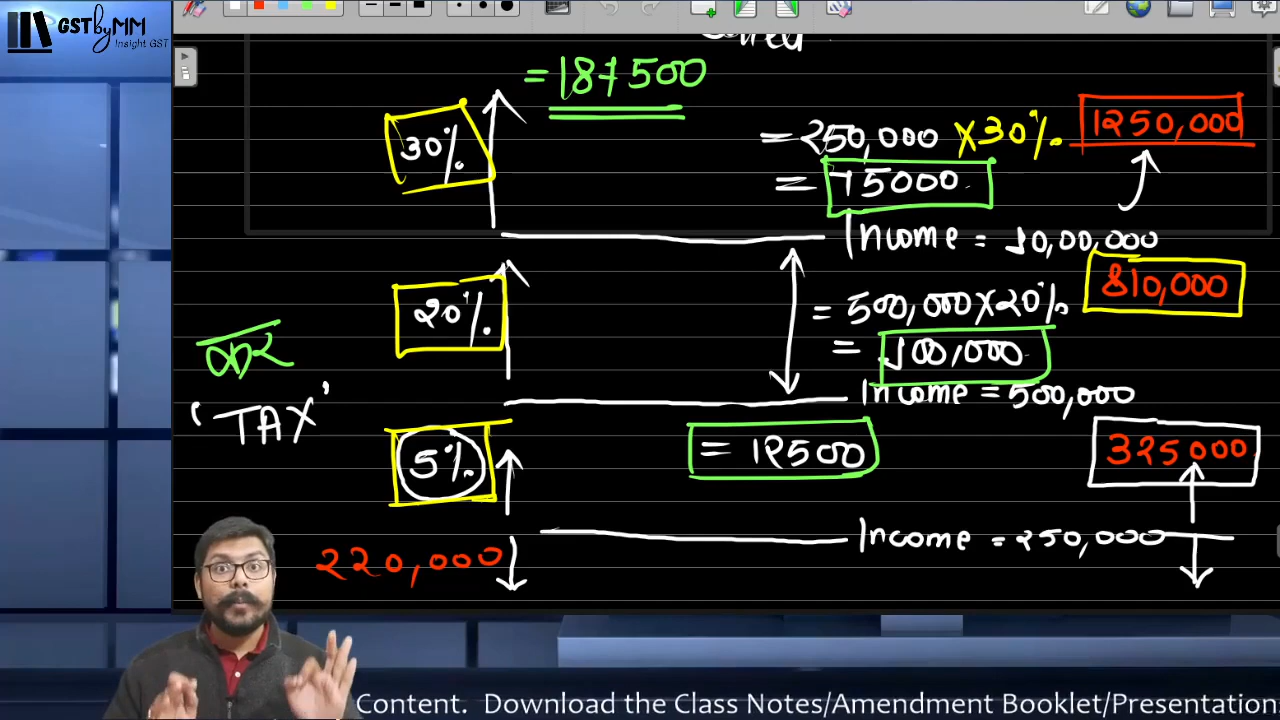 GSTbyMM
Insight GST
= 187500
30%
= 250,000 × 30%
1250,000
= 75000
Income = 10,00,000
810,000
20%
= 500,000 × 20%
= 100,000
Income = 500,000
'TAX'
5%
= 12500
325000
Income = 250,000
220,000
Content. Download the Class Notes/Amendment Booklet/Presentation